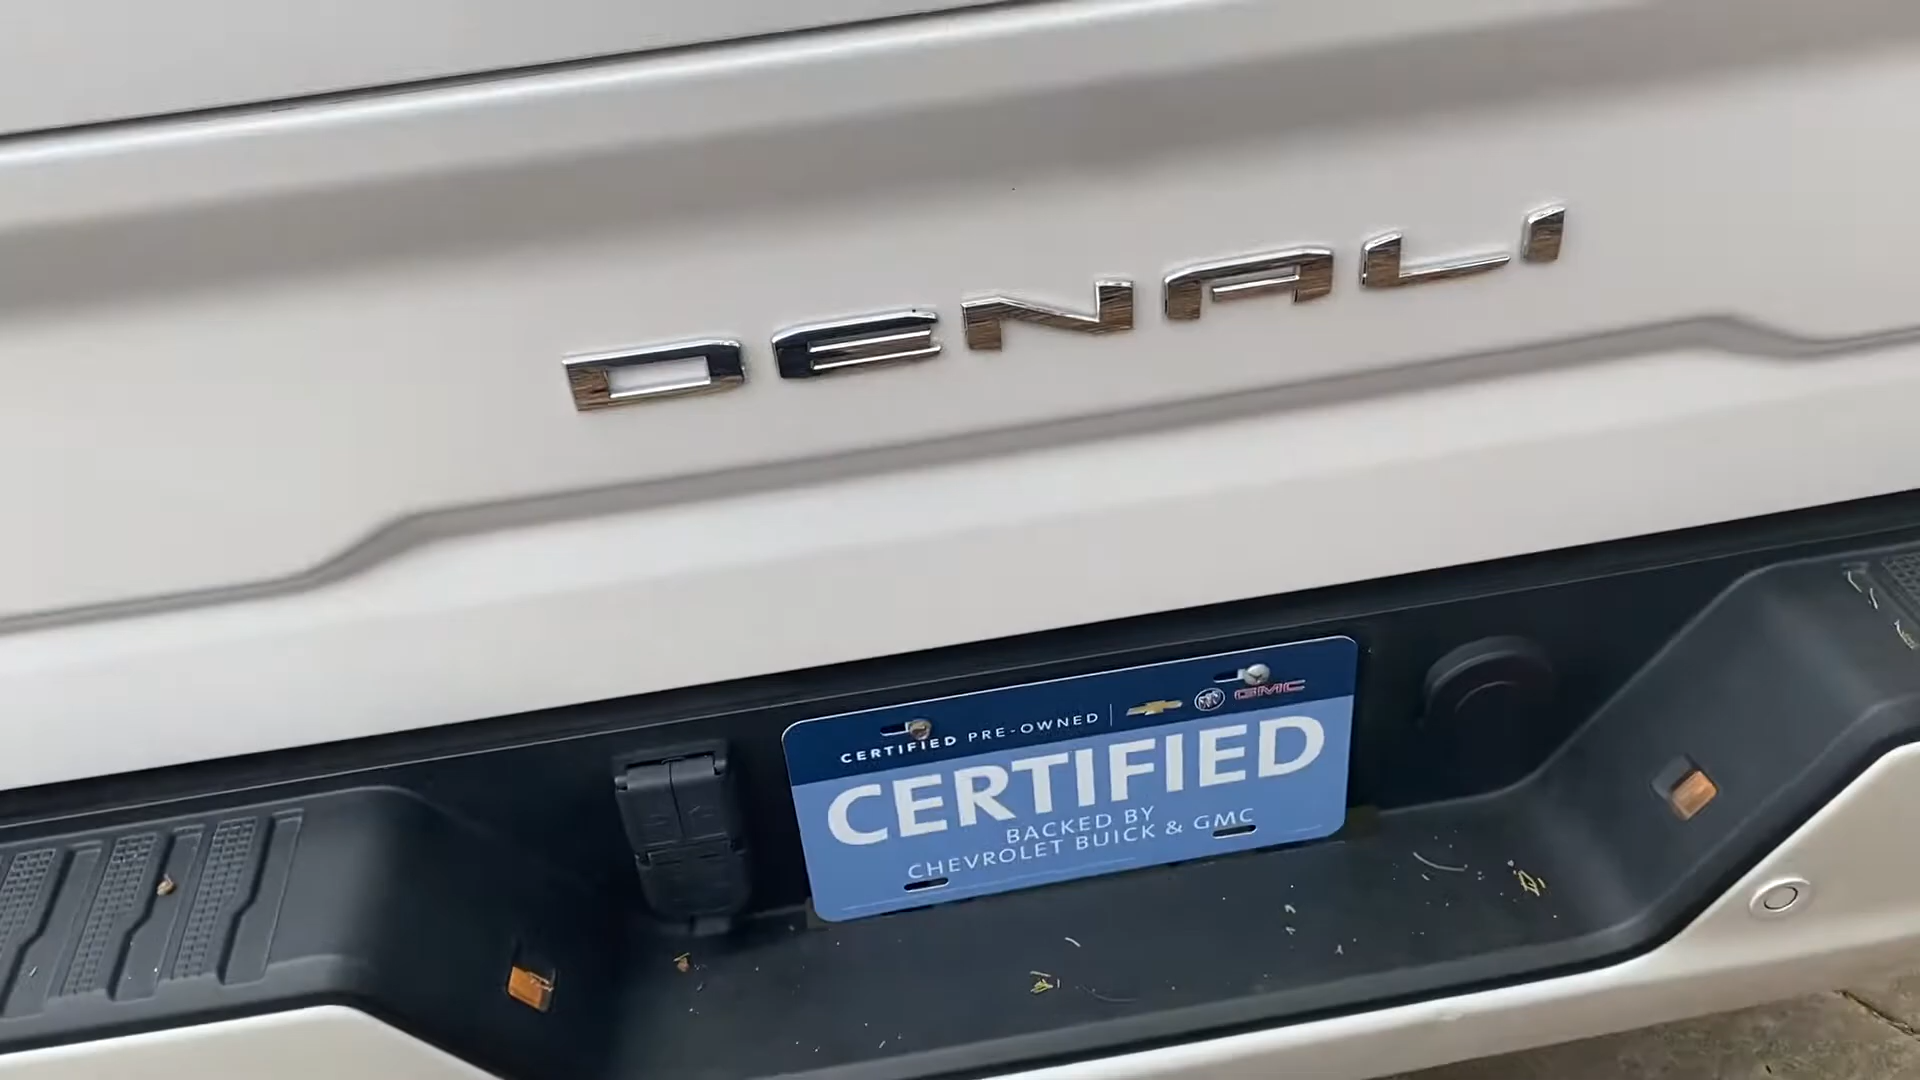 DENALI
CERTIFIED PRE-OWNED | GMC
CERTIFIED
BACKED BY
CHEVROLET BUICK & GMC